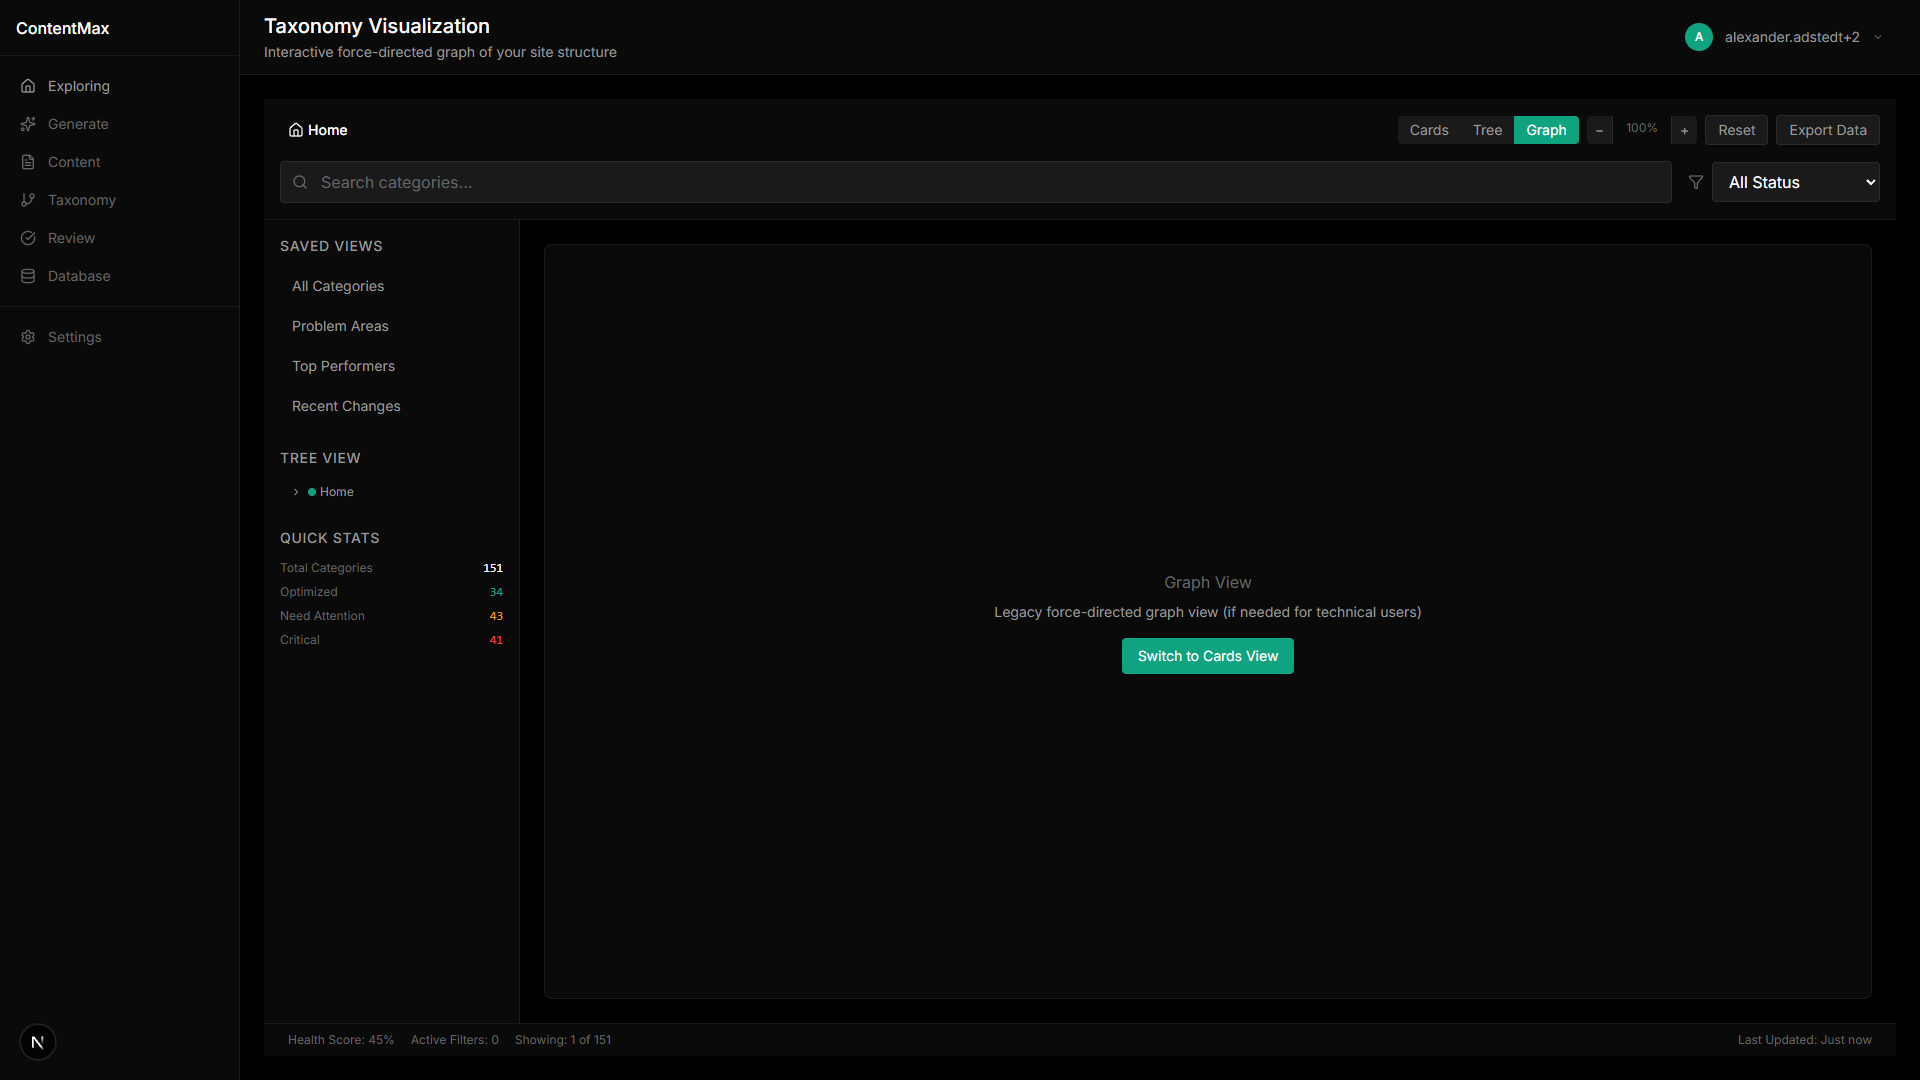 ContentMax
Exploring
Generate
Content
Taxonomy
Review
Database
Settings
N
Taxonomy Visualization
Interactive force-directed graph of your site structure
A
alexander.adstedt+2
Home
Cards
Tree
Graph
−
100%
+
Reset
Export Data
Search categories...
All Status
SAVED VIEWS
All Categories
Problem Areas
Top Performers
Recent Changes
TREE VIEW
Home
QUICK STATS
Total Categories 151
Optimized 34
Need Attention 43
Critical 41
Graph View
Legacy force-directed graph view (if needed for technical users)
Switch to Cards View
Health Score: 45%
Active Filters: 0
Showing: 1 of 151
Last Updated: Just now